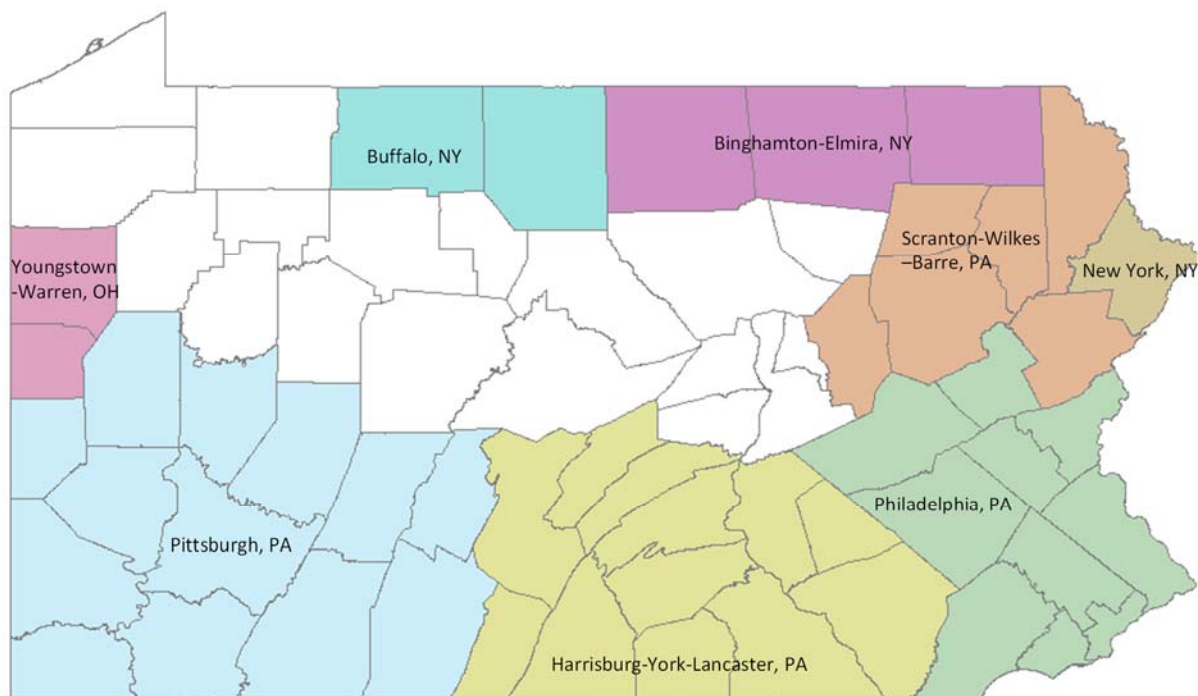 Buffalo, NY
Binghamton-Elmira, NY
Scranton-Wilkes
–Barre, PA
Youngstown
-Warren, OH
New York, NY
Philadelphia, PA
Pittsburgh, PA
Harrisburg-York-Lancaster, PA